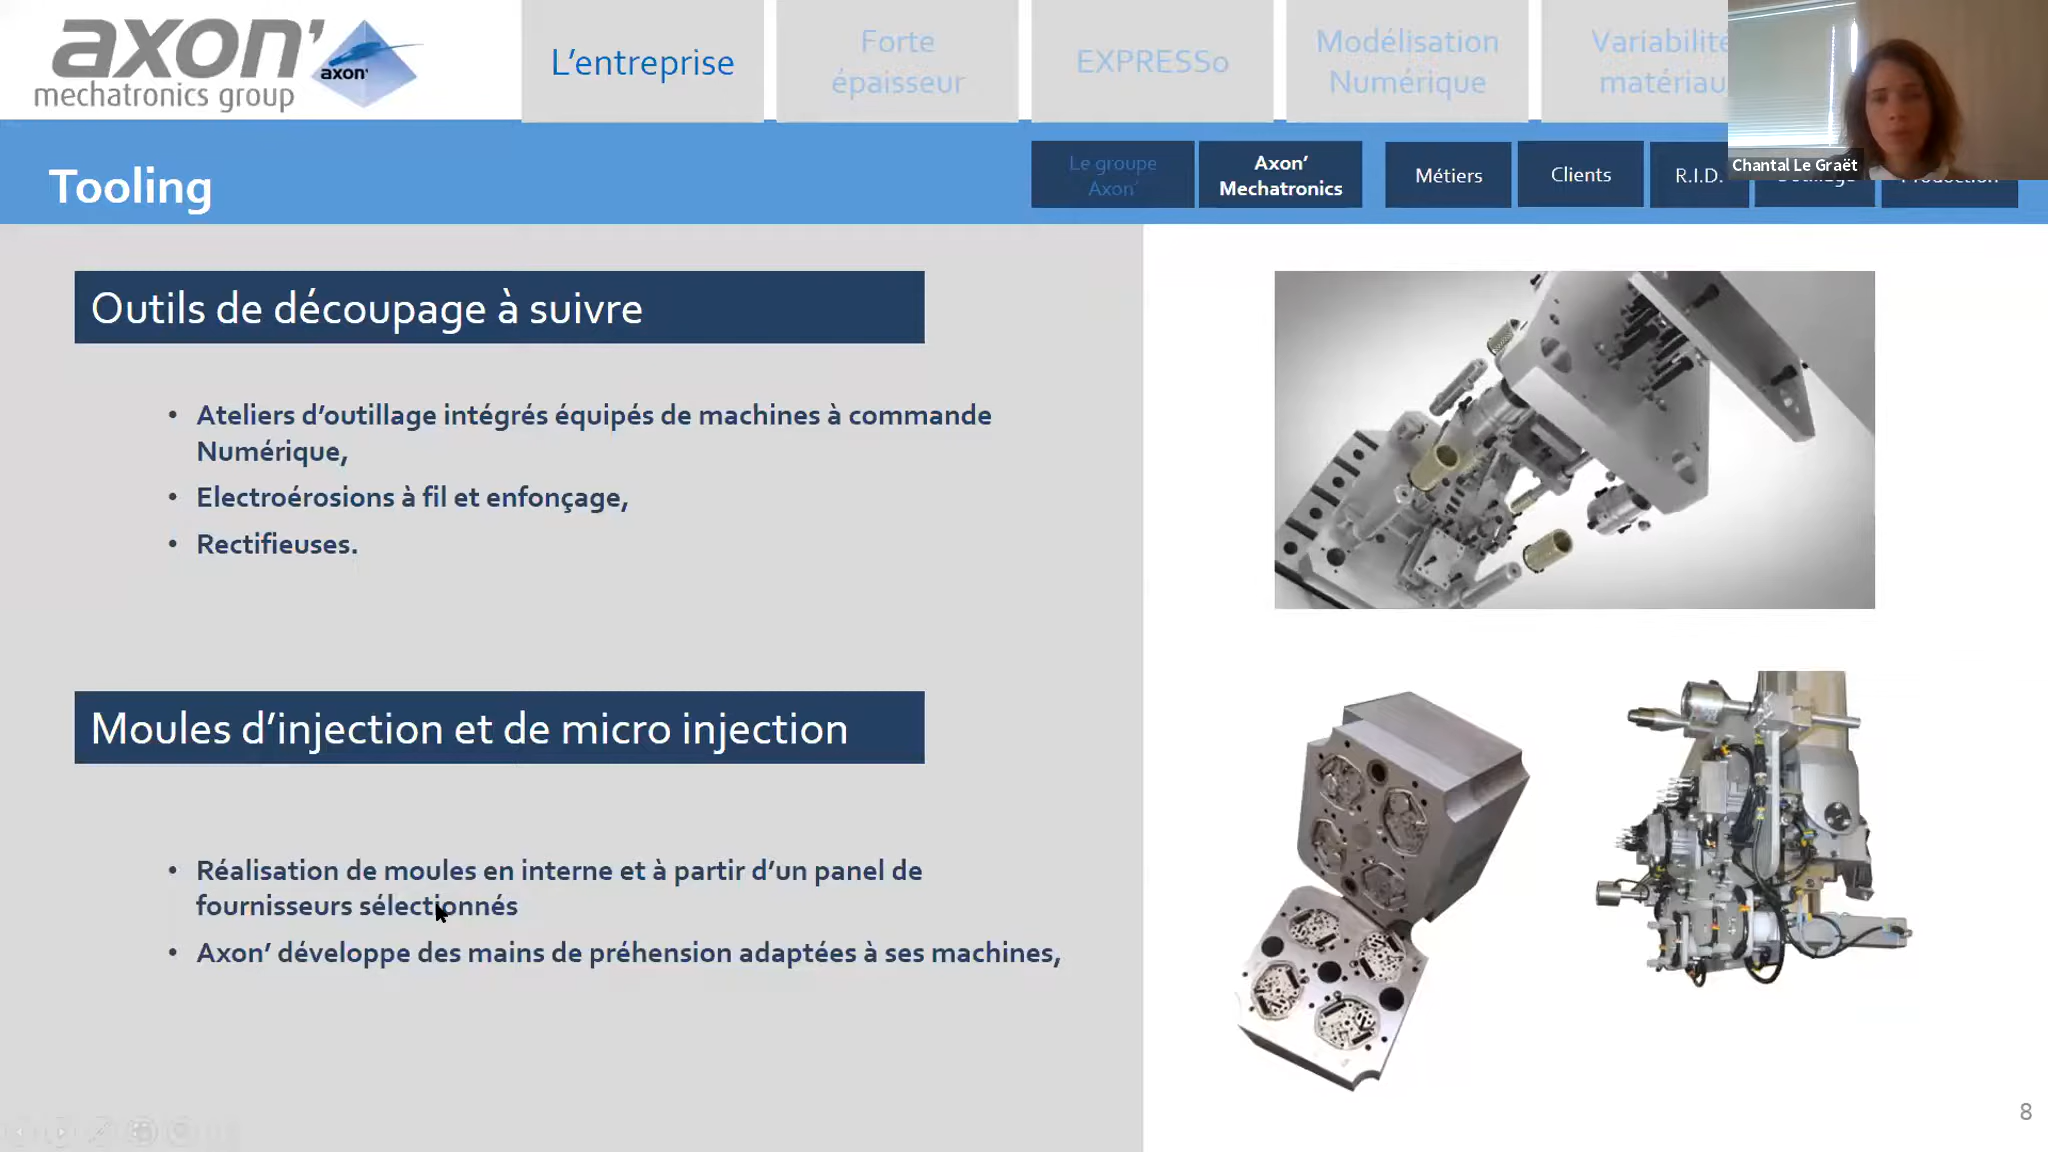 axon'
mechatronics group
axon'
L'entreprise
Forte
épaisseur
EXPRESSo
Modélisation
Numérique
Variabilité
matériau
Chantal Le Graët
Tooling
Le groupe
Axon'
Axon'
Mechatronics
Métiers
Clients
R.I.D.
Outillage
Production
Outils de découpage à suivre
• Ateliers d'outillage intégrés équipés de machines à commande
Numérique,
• Electroérosions à fil et enfonçage,
• Rectifieuses.
Moules d'injection et de micro injection
• Réalisation de moules en interne et à partir d'un panel de
fournisseurs sélectionnés
• Axon' développe des mains de préhension adaptées à ses machines,
8